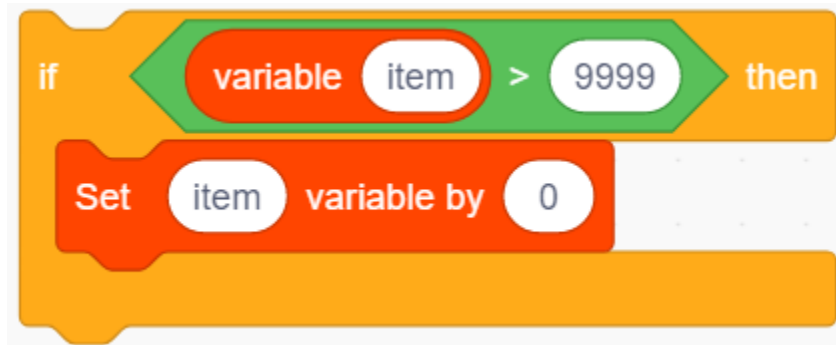 if variable item > 9999 then
Set item variable by 0